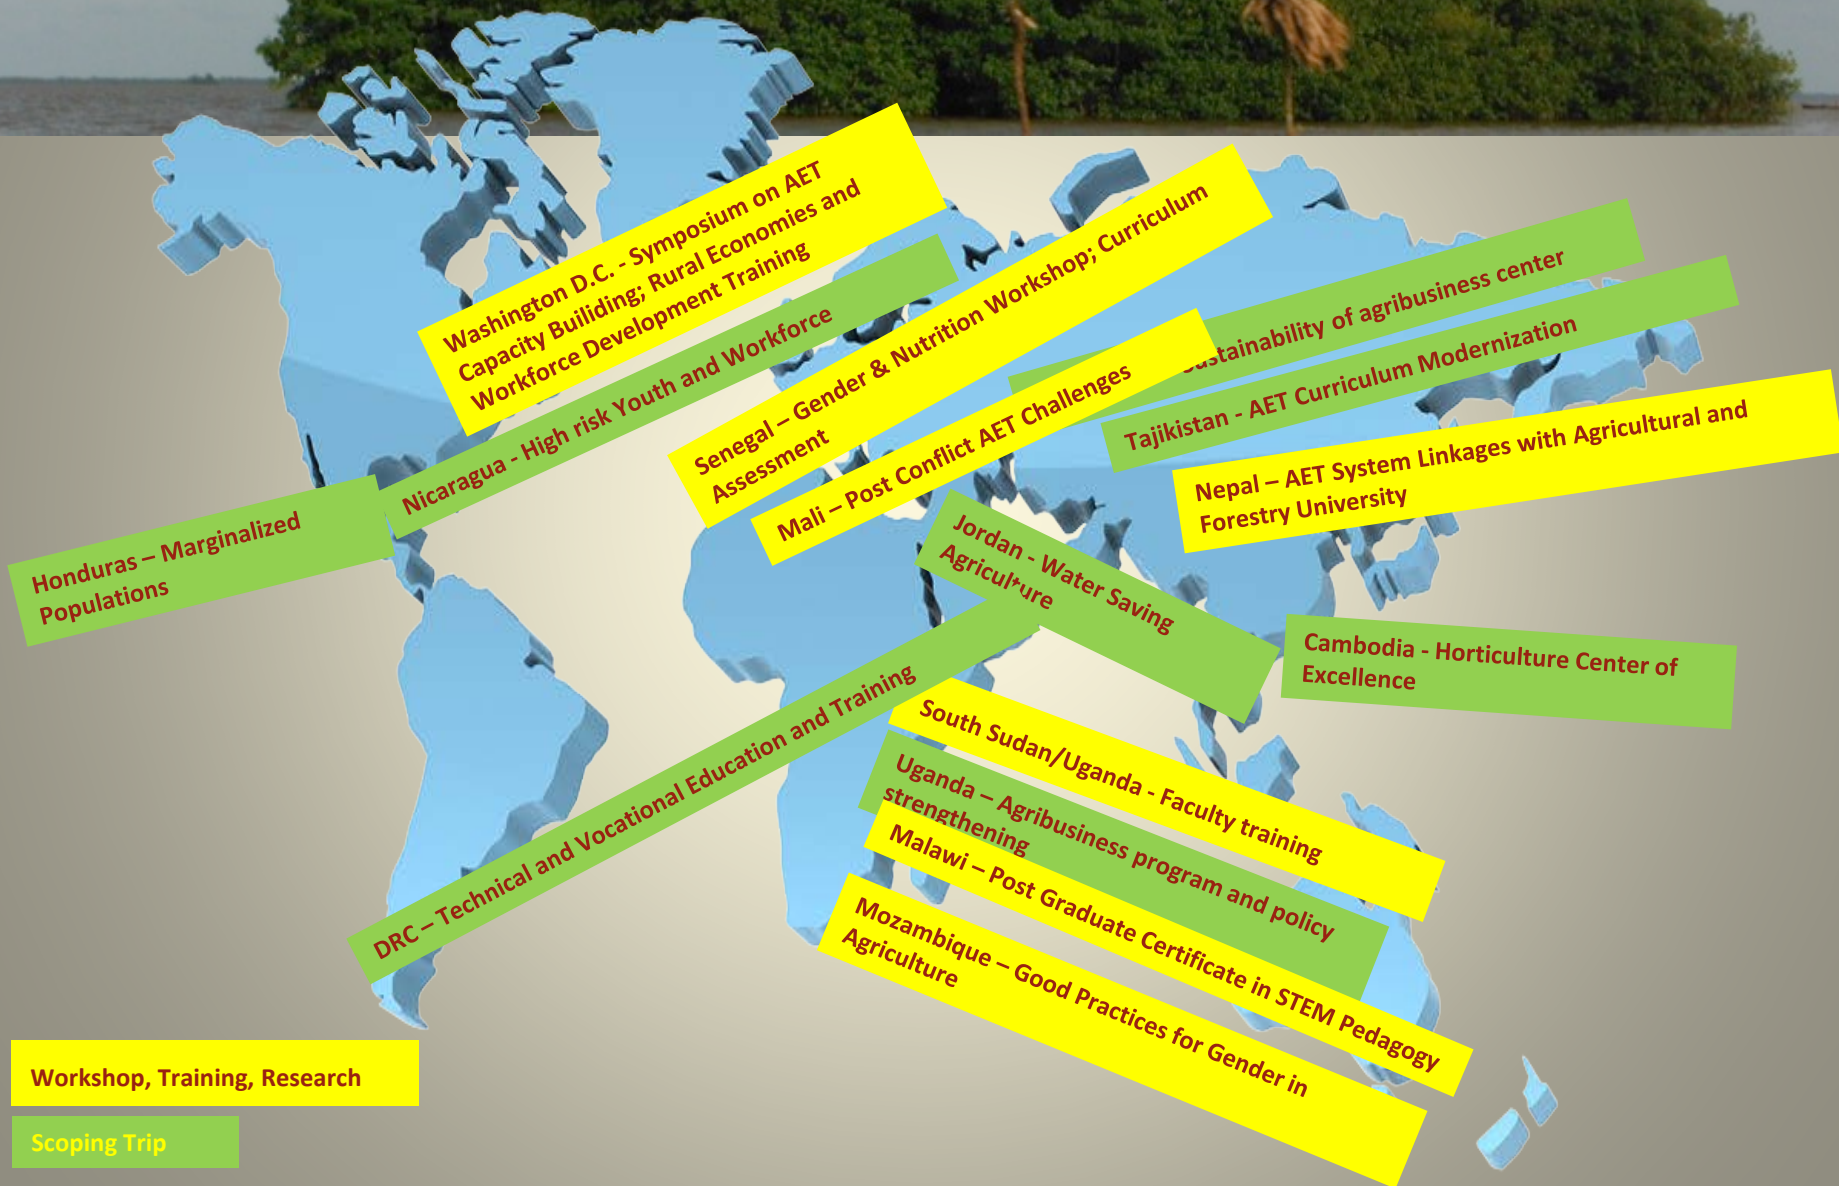 Washington D.C. - Symposium on AET
Capacity Builiding; Rural Economies and
Workforce Development Training
Nicaragua - High risk Youth and Workforce
Honduras – Marginalized
Populations
Senegal – Gender & Nutrition Workshop; Curriculum
Assessment
Mali – Post Conflict AET Challenges
ustainability of agribusiness center
Tajikistan - AET Curriculum Modernization
Nepal – AET System Linkages with Agricultural and
Forestry University
Jordan - Water Saving
Agriculture
Cambodia - Horticulture Center of
Excellence
DRC – Technical and Vocational Education and Training
South Sudan/Uganda - Faculty training
Uganda – Agribusiness program and policy
strengthening
Malawi – Post Graduate Certificate in STEM Pedagogy
Mozambique – Good Practices for Gender in
Agriculture
Workshop, Training, Research
Scoping Trip